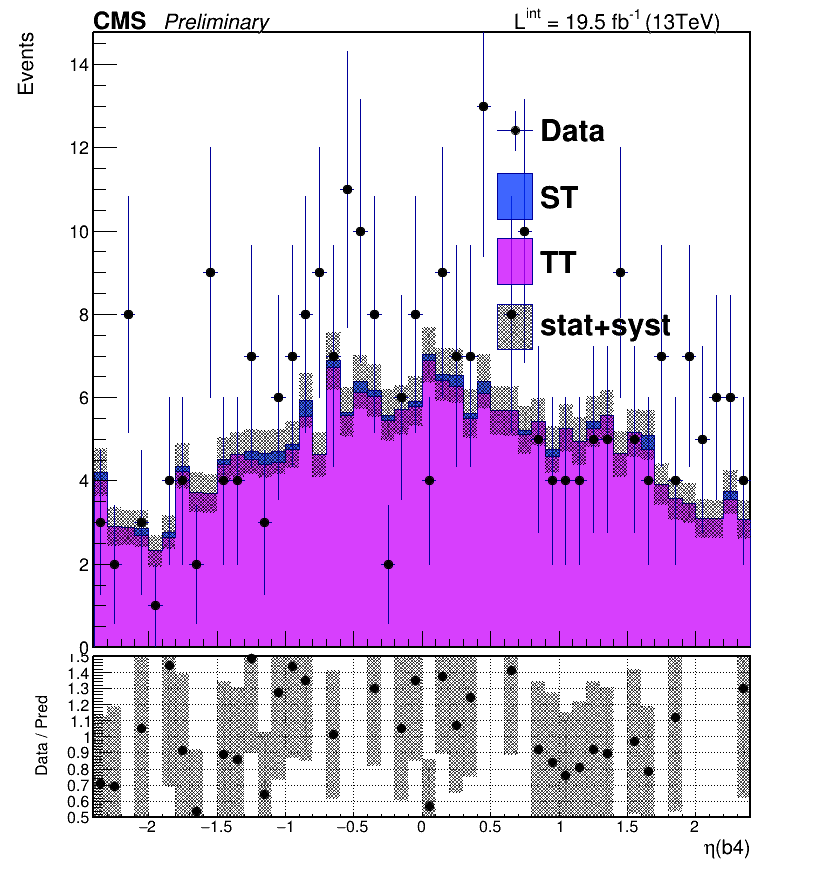 CMS Preliminary L^int = 19.5 fb^-1 (13TeV)
Events
14
12
10
8
6
4
2
0
Data
ST
TT
stat+syst
Data / Pred
1.5
1.4
1.3
1.2
1.1
1
0.9
0.8
0.7
0.6
0.5
−2 −1.5 −1 −0.5 0 0.5 1 1.5 2
η(b4)